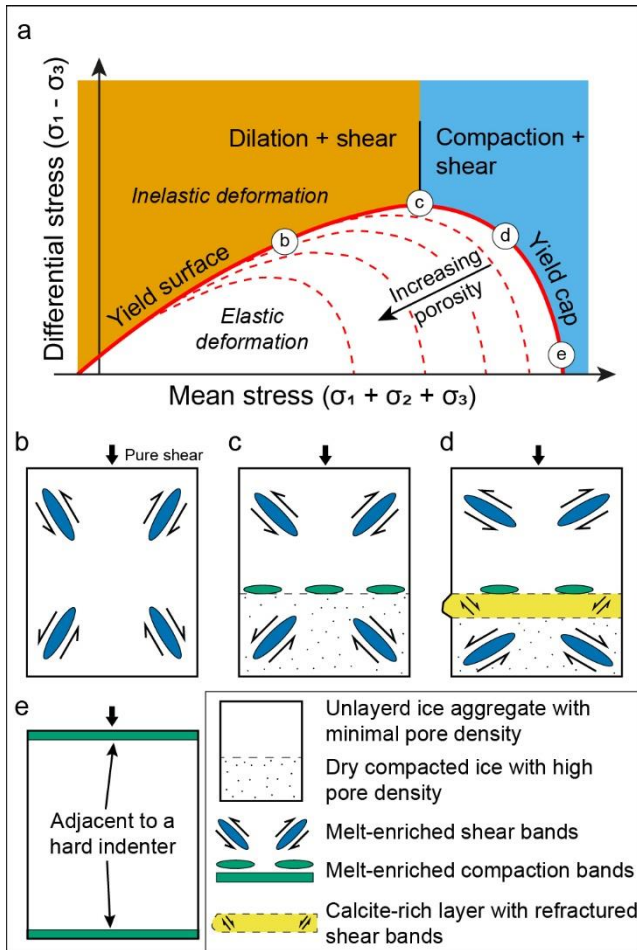 a
Differential stress (σ₁ - σ₃)
Dilation + shear
Compaction +
shear
Inelastic deformation
c
b
d
Yield surface
Increasing
porosity
Yield cap
Elastic
deformation
e
Mean stress (σ₁ + σ₂ + σ₃)
b
Pure shear
c
d
e
Adjacent to a
hard indenter
Unlayerd ice aggregate with
minimal pore density
Dry compacted ice with high
pore density
Melt-enriched shear bands
Melt-enriched compaction bands
Calcite-rich layer with refractured
shear bands